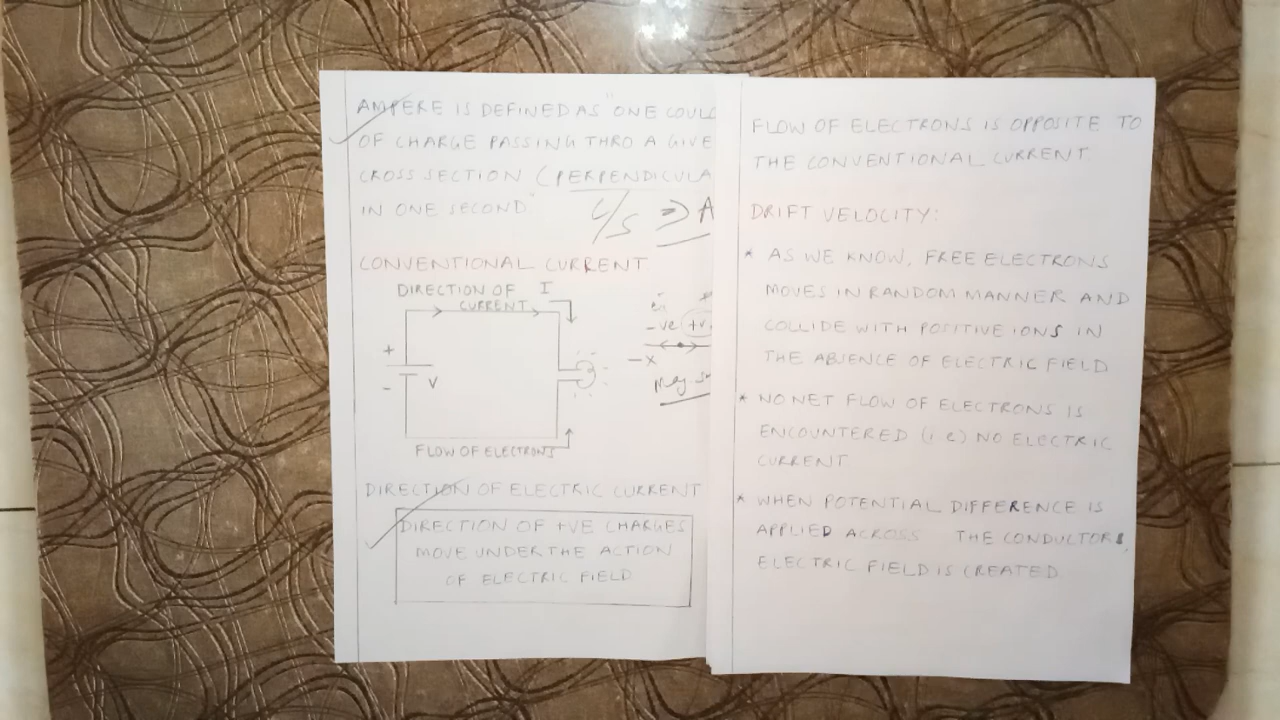 AMPERE IS DEFINED AS "ONE COULO
OF CHARGE PASSING THRO A GIVE
CROSS SECTION (PERPENDICULA
IN ONE SECOND"
C/S ⇒ A
CONVENTIONAL CURRENT
DIRECTION OF I
CURRENT
+
-
V
-ve +v
-X
FLOW OF ELECTRONS
DIRECTION OF ELECTRIC CURRENT
DIRECTION OF +VE CHARGES
MOVE UNDER THE ACTION
OF ELECTRIC FIELD
FLOW OF ELECTRONS IS OPPOSITE TO
THE CONVENTIONAL CURRENT.
DRIFT VELOCITY:
* AS WE KNOW, FREE ELECTRONS
MOVES IN RANDOM MANNER AND
COLLIDE WITH POSITIVE IONS IN
THE ABSENCE OF ELECTRIC FIELD
* NO NET FLOW OF ELECTRONS IS
ENCOUNTERED (i e) NO ELECTRIC
CURRENT
* WHEN POTENTIAL DIFFERENCE IS
APPLIED ACROSS THE CONDUCTOR,
ELECTRIC FIELD IS CREATED